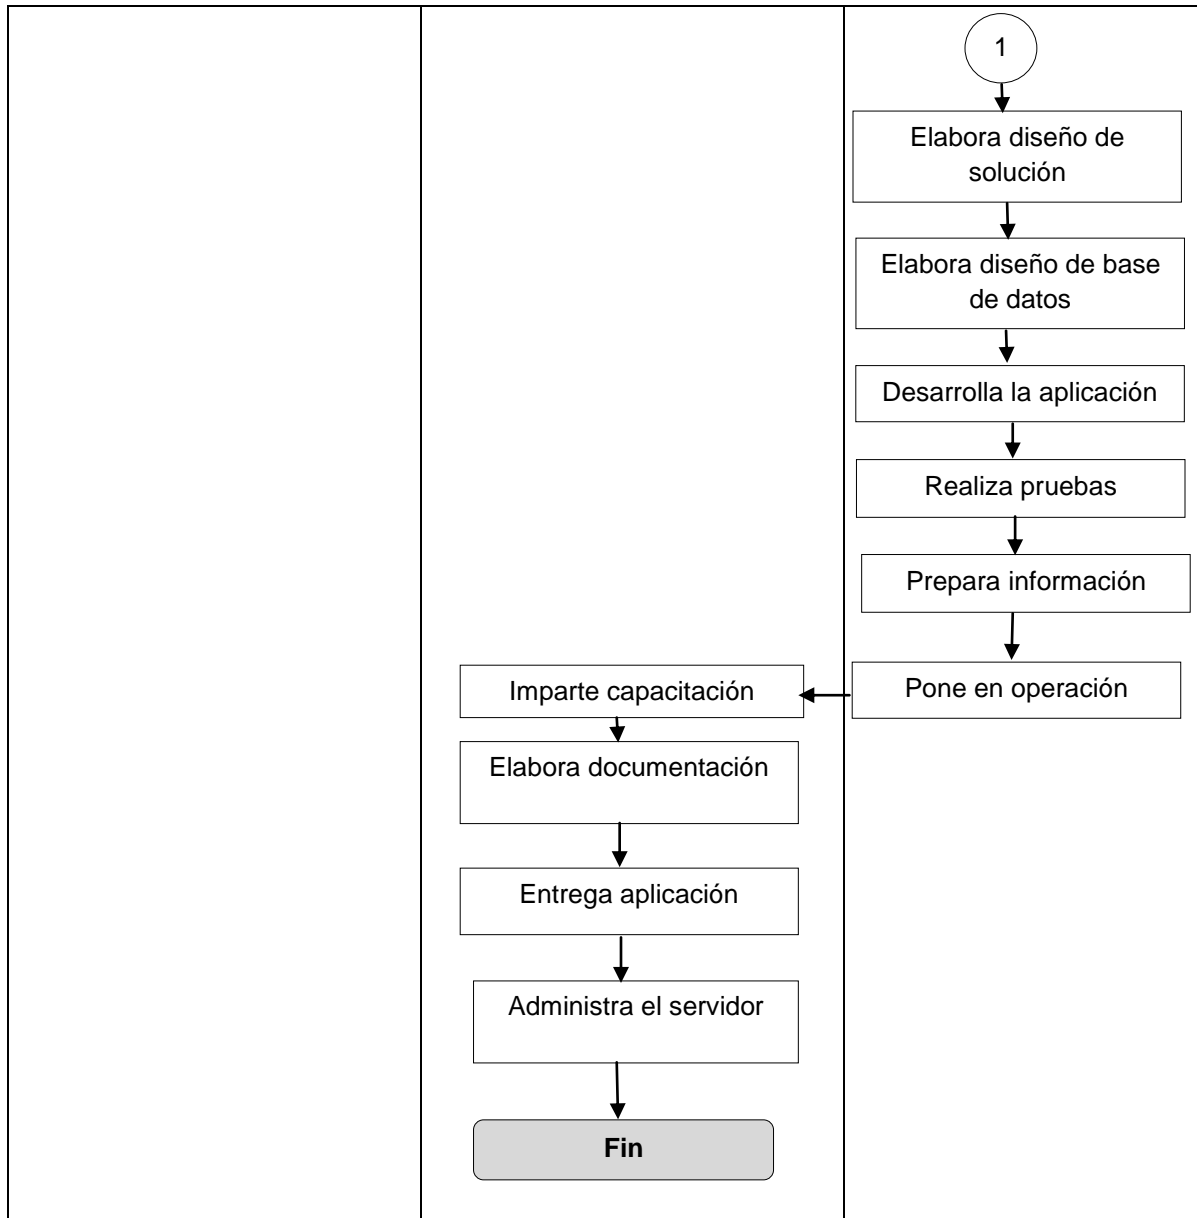 1
Elabora diseño de
solución
Elabora diseño de base
de datos
Desarrolla la aplicación
Realiza pruebas
Prepara información
Pone en operación
Imparte capacitación
Elabora documentación
Entrega aplicación
Administra el servidor
Fin